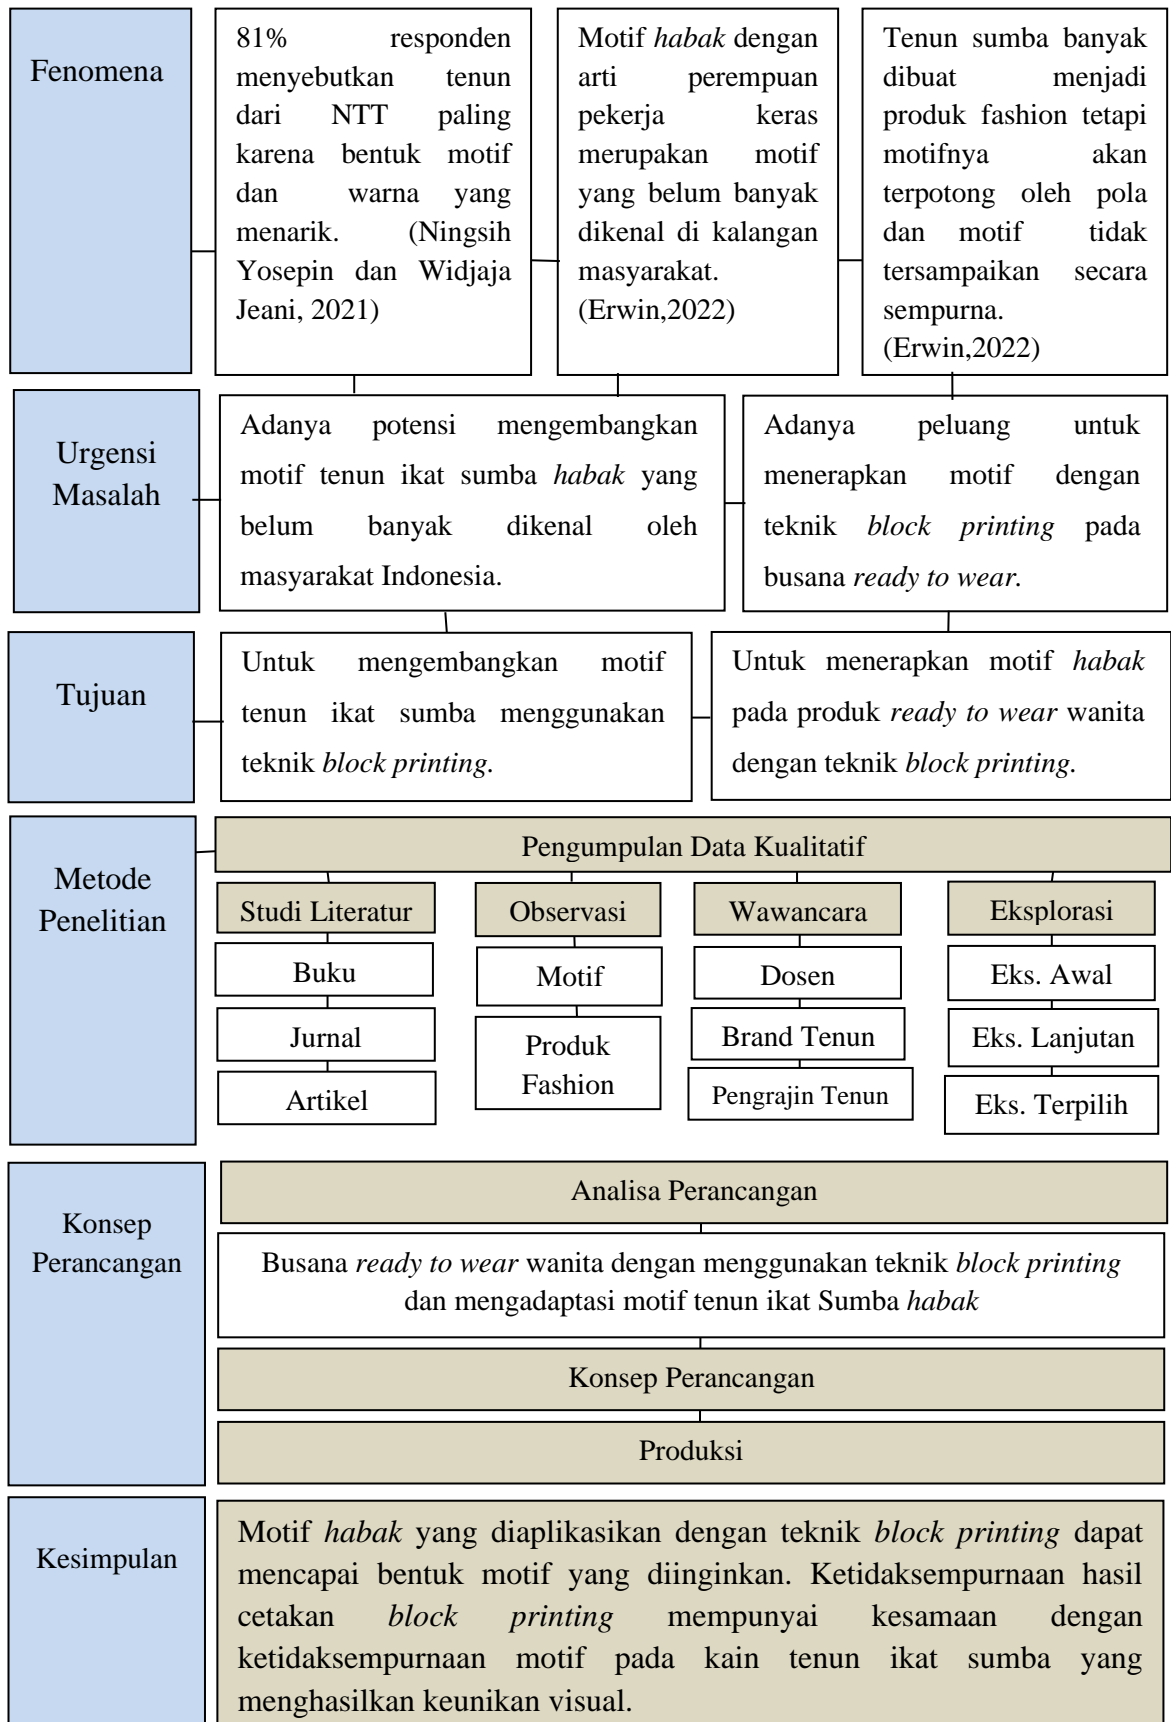 Fenomena
81% responden
menyebutkan tenun
dari NTT paling
karena bentuk motif
dan warna yang
menarik. (Ningsih
Yosepin dan Widjaja
Jeani, 2021)
Motif habak dengan
arti perempuan
pekerja keras
merupakan motif
yang belum banyak
dikenal di kalangan
masyarakat.
(Erwin,2022)
Tenun sumba banyak
dibuat menjadi
produk fashion tetapi
motifnya akan
terpotong oleh pola
dan motif tidak
tersampaikan secara
sempurna.
(Erwin,2022)
Urgensi
Masalah
Adanya potensi mengembangkan
motif tenun ikat sumba habak yang
belum banyak dikenal oleh
masyarakat Indonesia.
Adanya peluang untuk
menerapkan motif dengan
teknik block printing pada
busana ready to wear.
Tujuan
Untuk mengembangkan motif
tenun ikat sumba menggunakan
teknik block printing.
Untuk menerapkan motif habak
pada produk ready to wear wanita
dengan teknik block printing.
Metode
Penelitian
Pengumpulan Data Kualitatif
Studi Literatur
Buku
Jurnal
Artikel
Observasi
Motif
Produk
Fashion
Wawancara
Dosen
Brand Tenun
Pengrajin Tenun
Eksplorasi
Eks. Awal
Eks. Lanjutan
Eks. Terpilih
Konsep
Perancangan
Analisa Perancangan
Busana ready to wear wanita dengan menggunakan teknik block printing
dan mengadaptasi motif tenun ikat Sumba habak
Konsep Perancangan
Produksi
Kesimpulan
Motif habak yang diaplikasikan dengan teknik block printing dapat
mencapai bentuk motif yang diinginkan. Ketidaksempurnaan hasil
cetakan block printing mempunyai kesamaan dengan
ketidaksempurnaan motif pada kain tenun ikat sumba yang
menghasilkan keunikan visual.